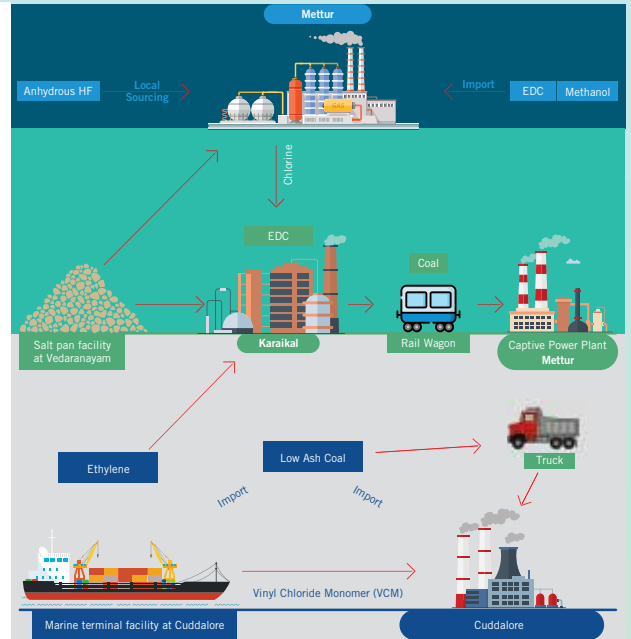 Mettur
Anhydrous HF
Local
Sourcing
Import
EDC
Methanol
GAS
Chlorine
EDC
Coal
Salt pan facility
at Vedaranayam
Karaikal
Rail Wagon
Captive Power Plant
Mettur
Ethylene
Low Ash Coal
Truck
Import
Import
Vinyl Chloride Monomer (VCM)
Marine terminal facility at Cuddalore
Cuddalore